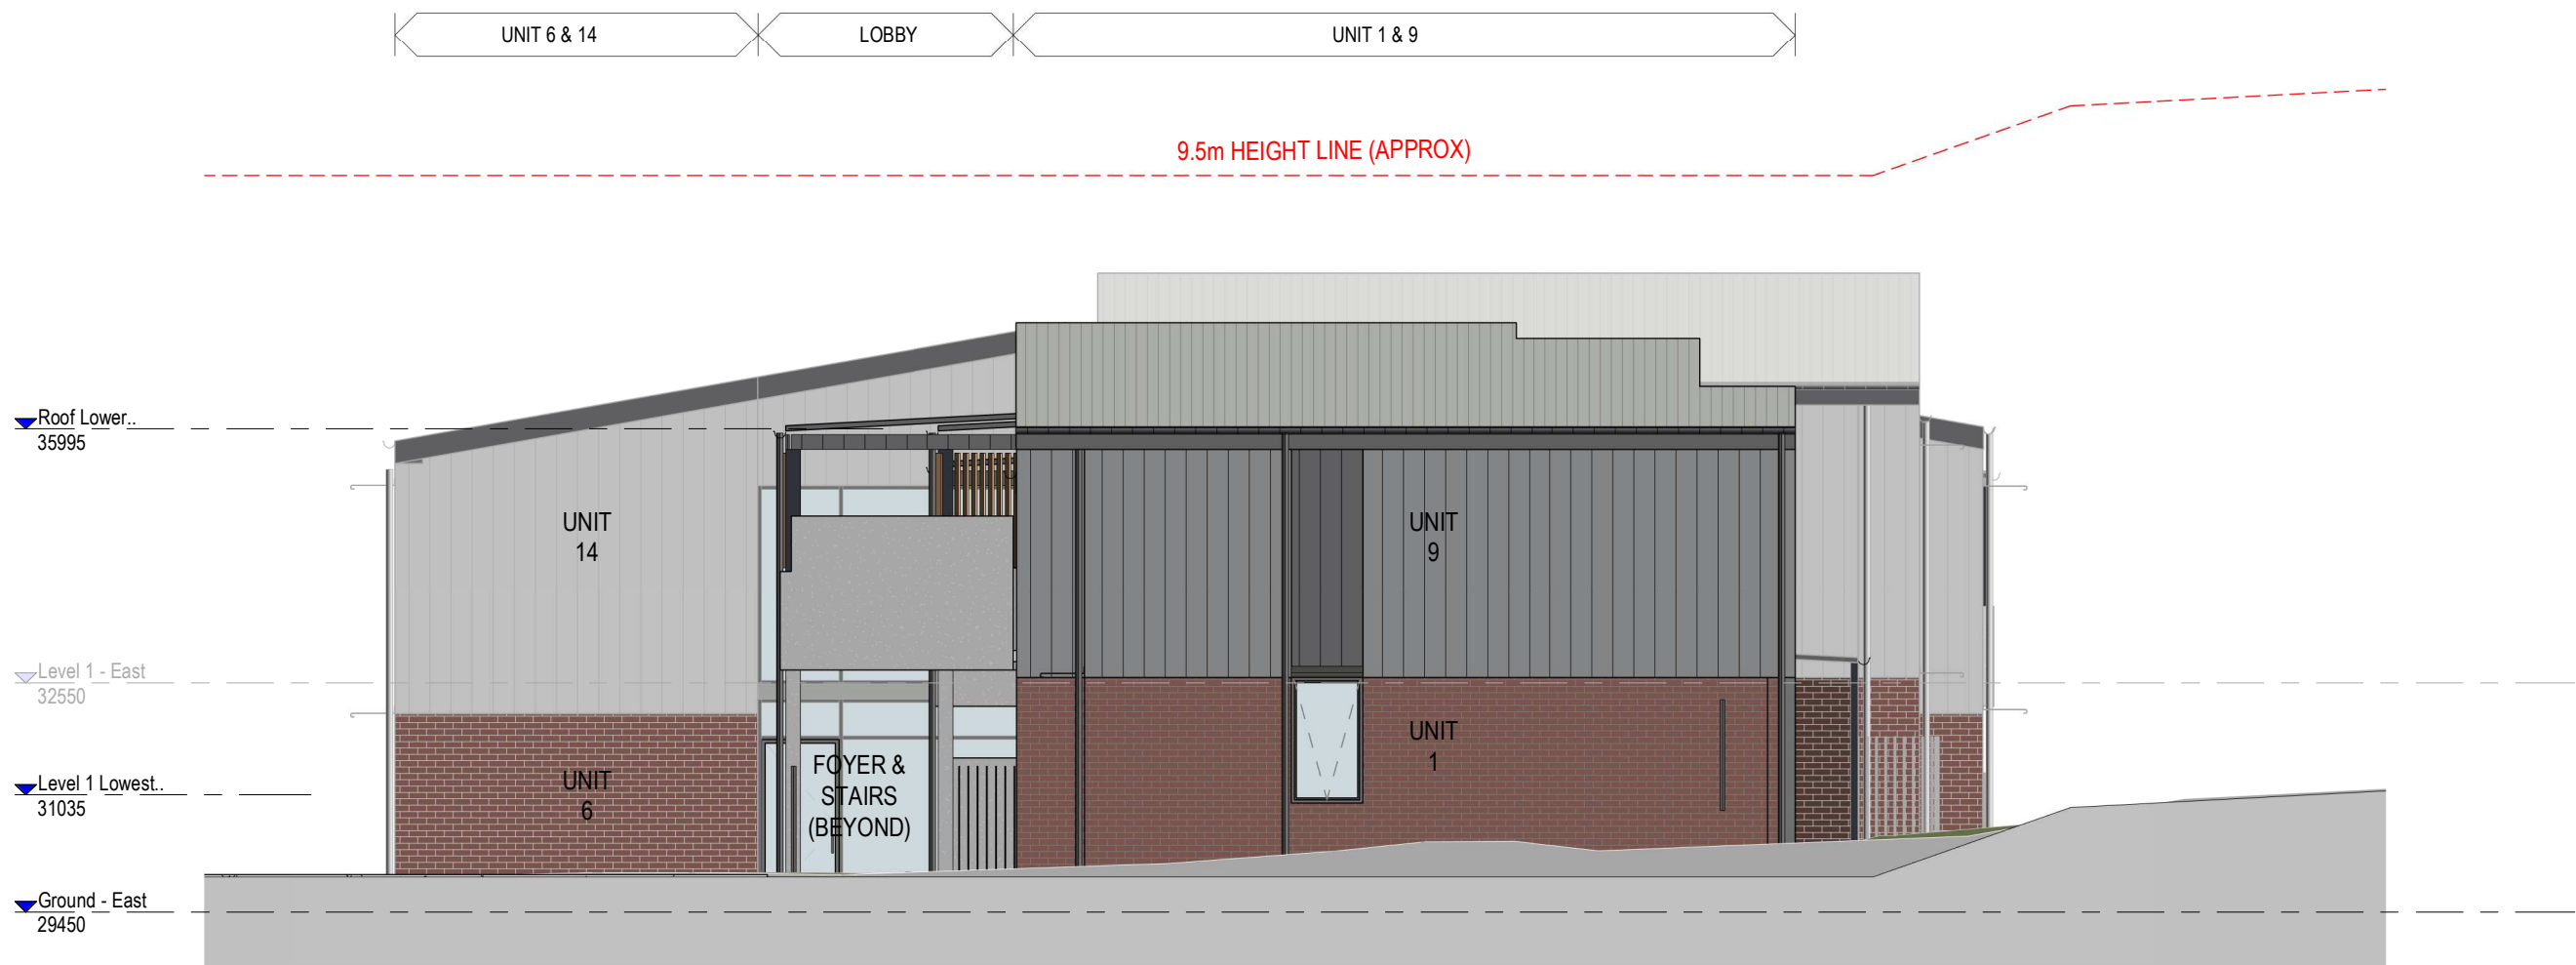 UNIT 6 & 14
LOBBY
UNIT 1 & 9
9.5m HEIGHT LINE (APPROX)
Roof Lower..
35995
UNIT
14
UNIT
9
Level 1 - East
32550
UNIT
1
FOYER &
STAIRS
(BEYOND)
UNIT
6
Level 1 Lowest..
31035
Ground - East
29450